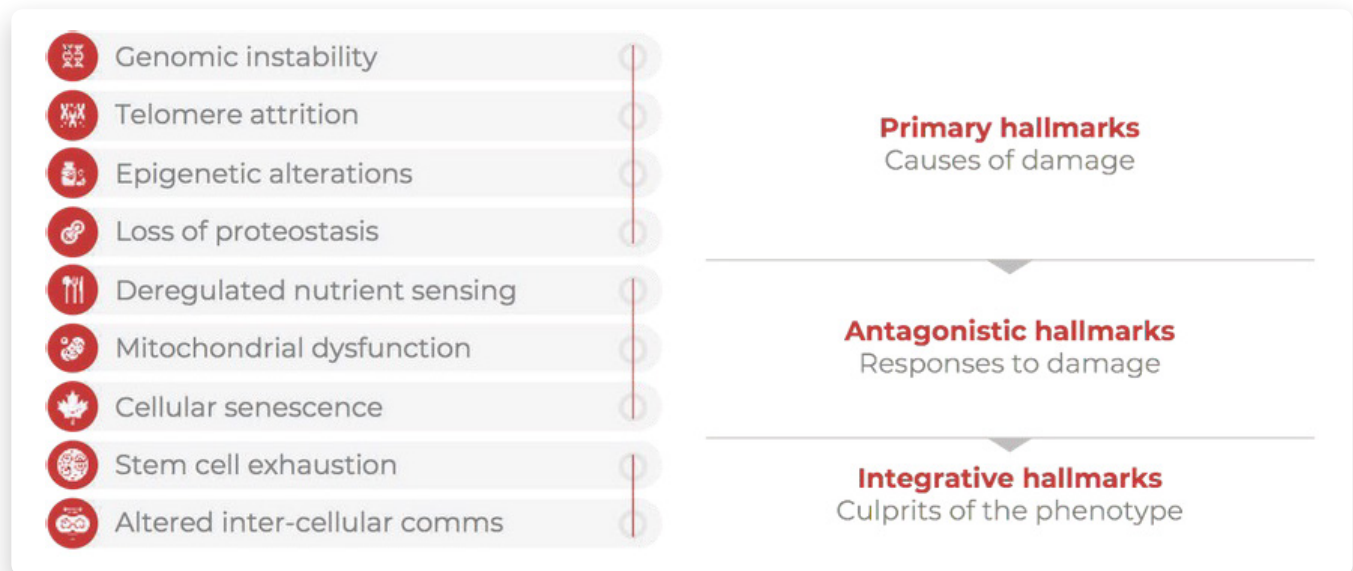 Genomic instability
Telomere attrition
Epigenetic alterations
Loss of proteostasis
Deregulated nutrient sensing
Mitochondrial dysfunction
Cellular senescence
Stem cell exhaustion
Altered inter-cellular comms
Primary hallmarks
Causes of damage
Antagonistic hallmarks
Responses to damage
Integrative hallmarks
Culprits of the phenotype